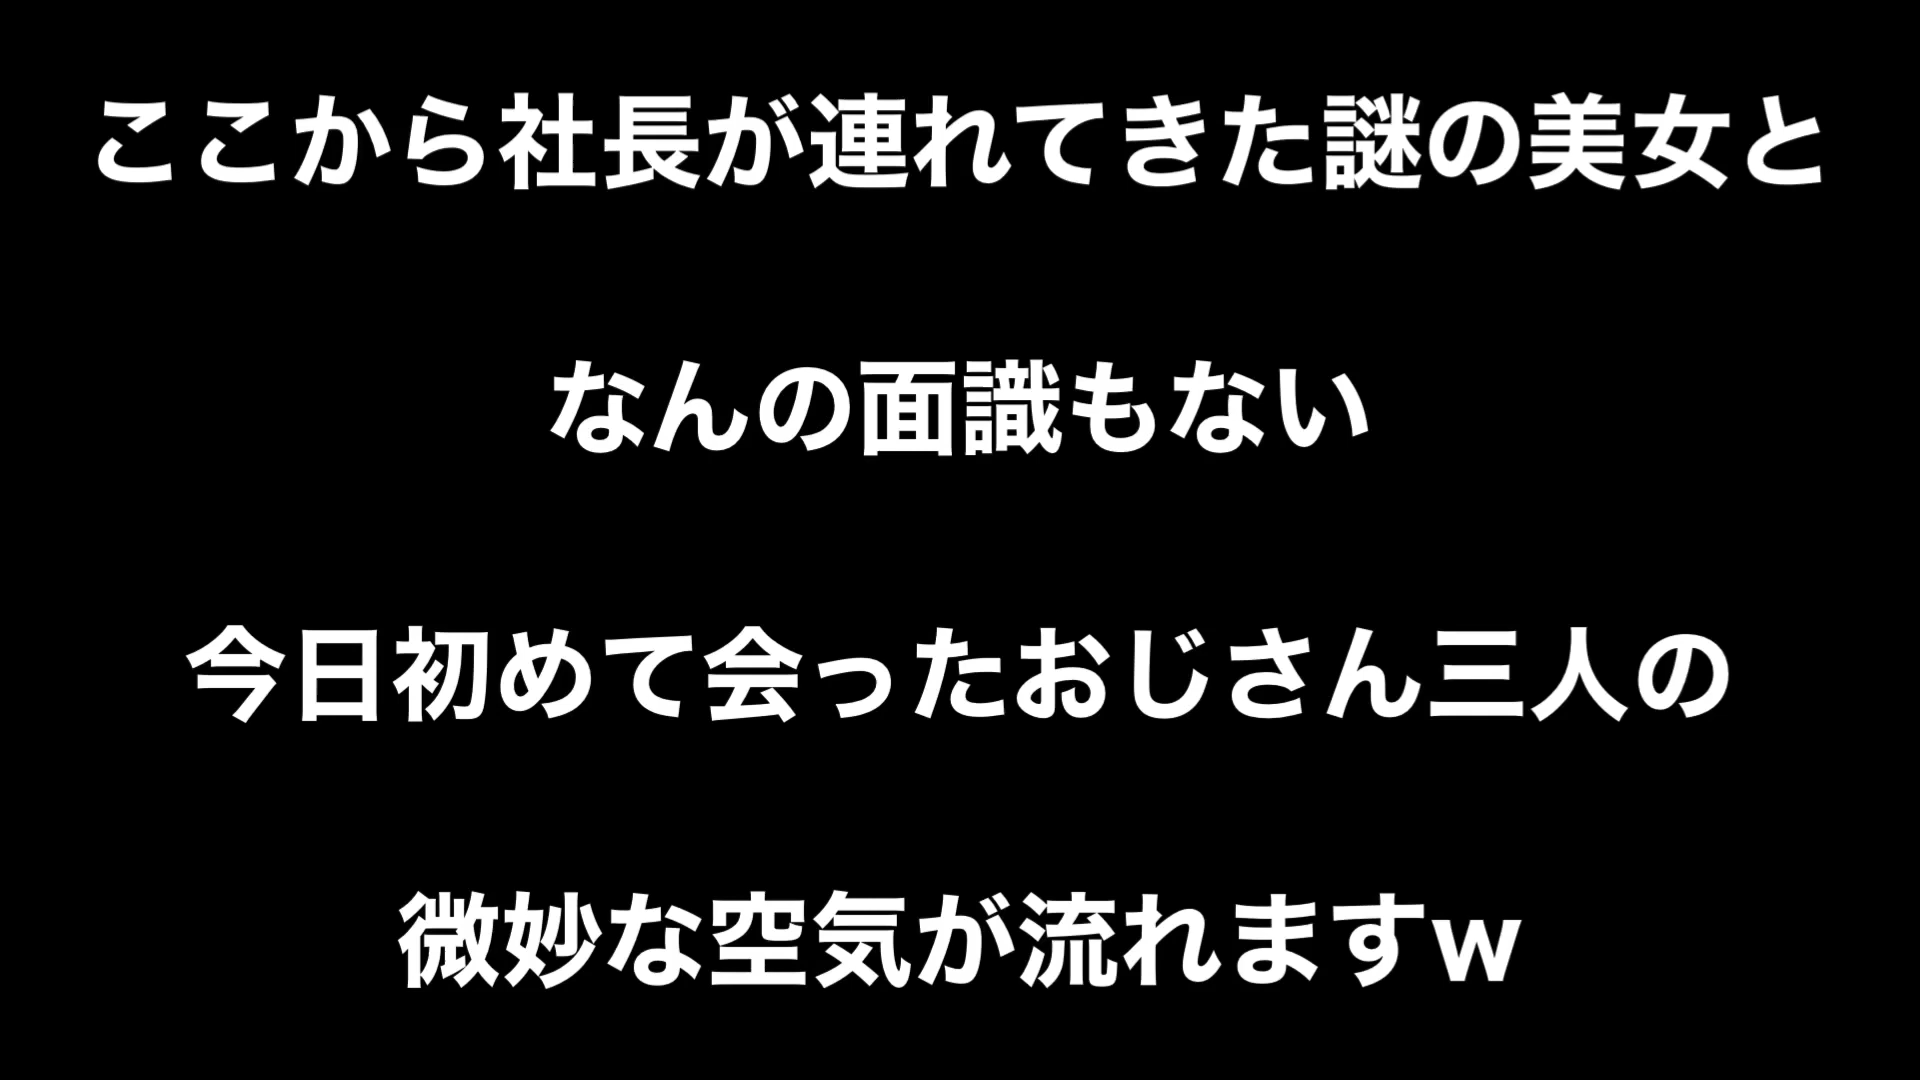 ここから社長が連れてきた謎の美女と
なんの面識もない
今日初めて会ったおじさん三人の
微妙な空気が流れますw